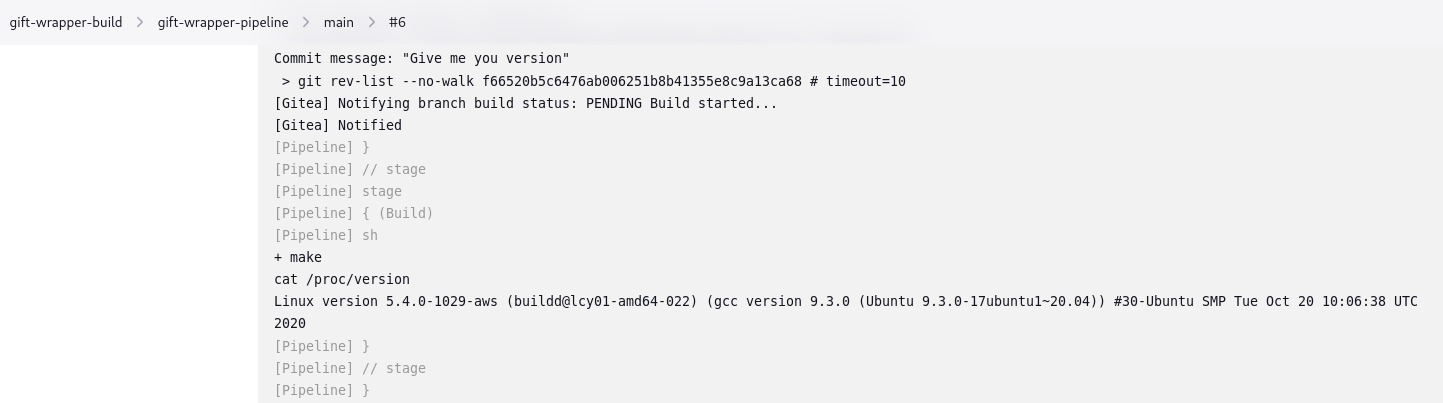 gift-wrapper-build > gift-wrapper-pipeline > main > #6
Commit message: "Give me you version"
 > git rev-list --no-walk f66520b5c6476ab006251b8b41355e8c9a13ca68 # timeout=10
[Gitea] Notifying branch build status: PENDING Build started...
[Gitea] Notified
[Pipeline] }
[Pipeline] // stage
[Pipeline] stage
[Pipeline] { (Build)
[Pipeline] sh
+ make
cat /proc/version
Linux version 5.4.0-1029-aws (buildd@lcy01-amd64-022) (gcc version 9.3.0 (Ubuntu 9.3.0-17ubuntu1~20.04)) #30-Ubuntu SMP Tue Oct 20 10:06:38 UTC
2020
[Pipeline] }
[Pipeline] // stage
[Pipeline] }